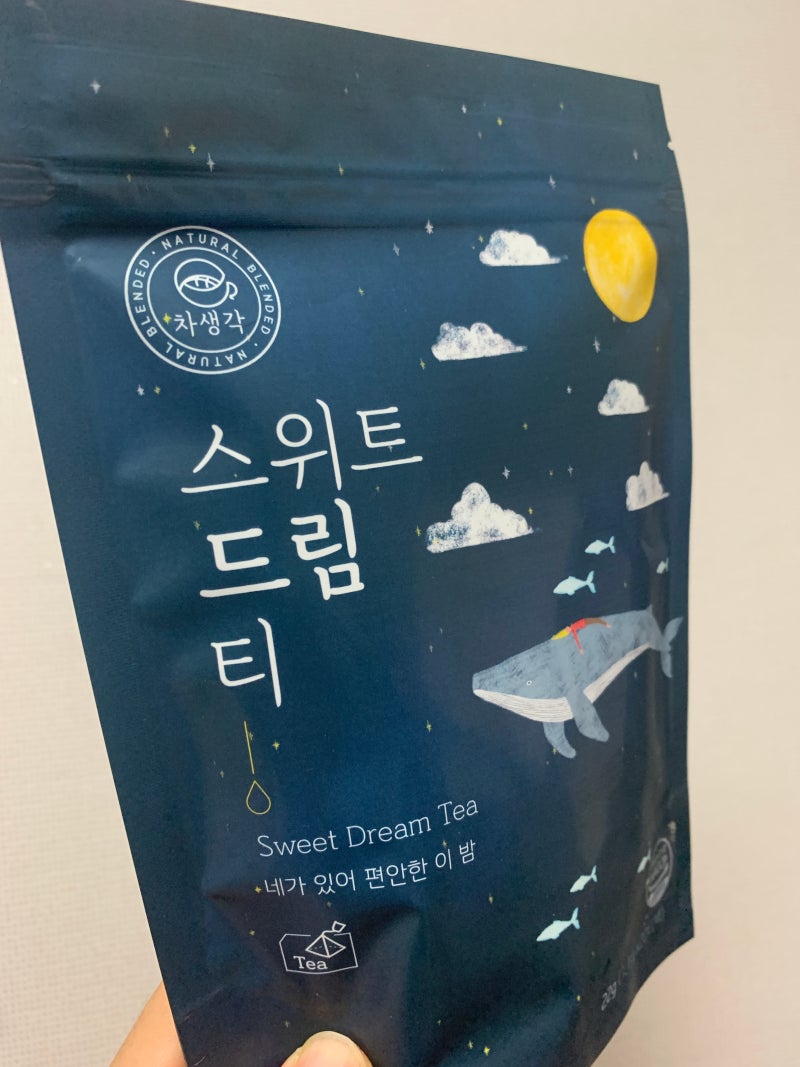 NATURAL BLENDED · NATURAL BLENDED ·
차생각
스위트
드림
티
Sweet Dream Tea
네가 있어 편안한 이 밤
Tea
20g